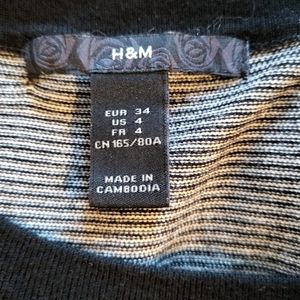 H&M
EUR 34
US 4
FR 4
CN 165/80A
MADE IN
CAMBODIA